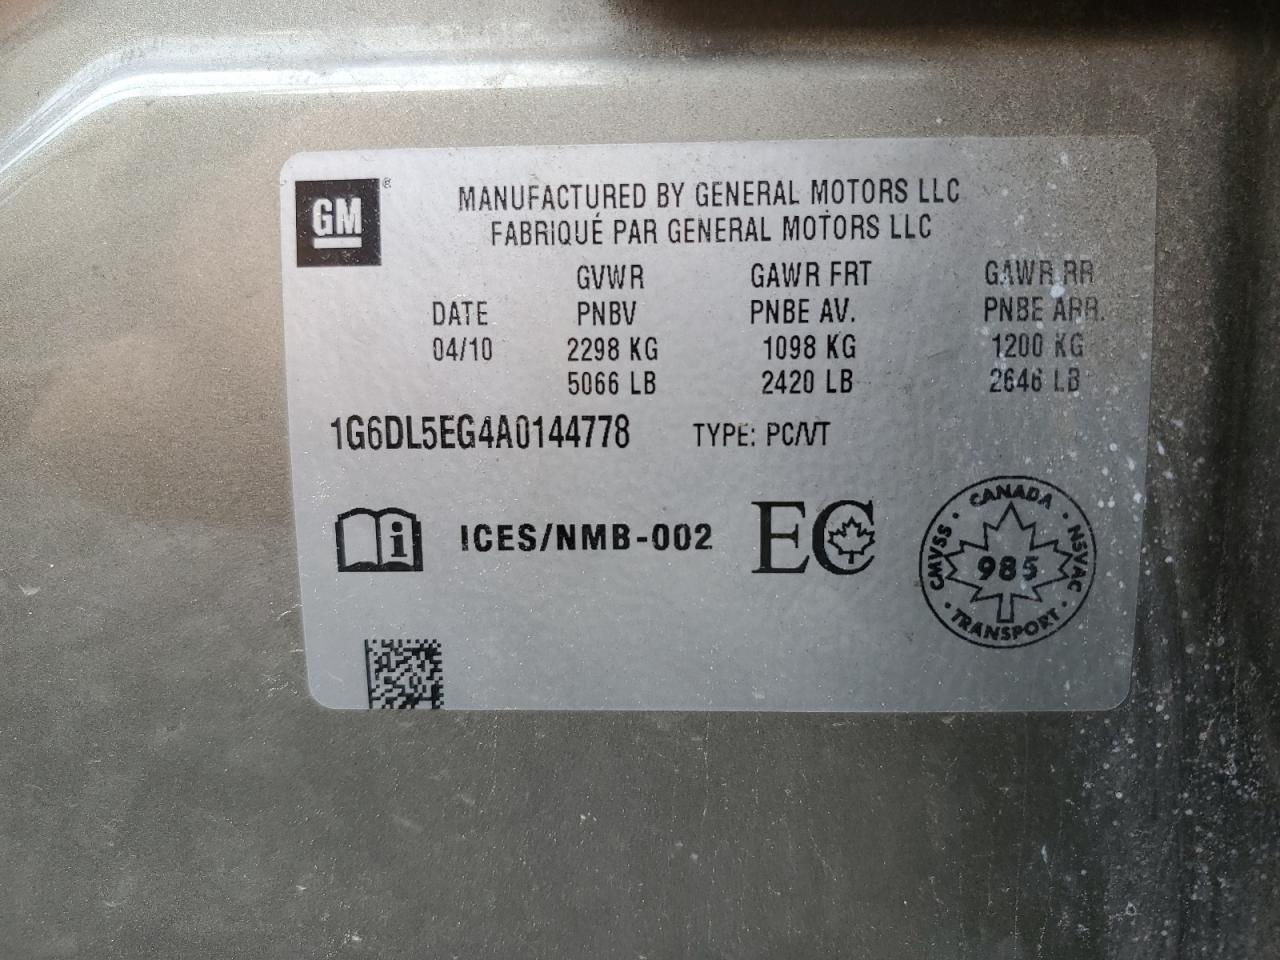 GM ®
MANUFACTURED BY GENERAL MOTORS LLC
FABRIQUÉ PAR GENERAL MOTORS LLC
GVWR GAWR FRT GAWR RR
DATE PNBV PNBE AV. PNBE ARR.
04/10 2298 KG 1098 KG 1200 KG
5066 LB 2420 LB 2646 LB
1G6DL5EG4A0144778 TYPE: PC/VT
i ICES/NMB-002 EC
CANADA
CMVSS · NSVAC
985
· TRANSPORT ·